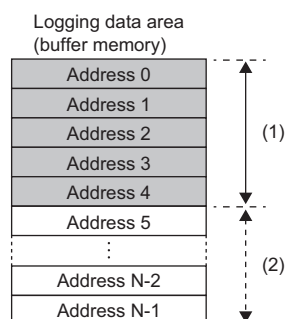 Logging data area
(buffer memory)
Address 0
Address 1
(1)
Address 2
Address 3
Address 4
Address 5
⋮
(2)
Address N-2
Address N-1